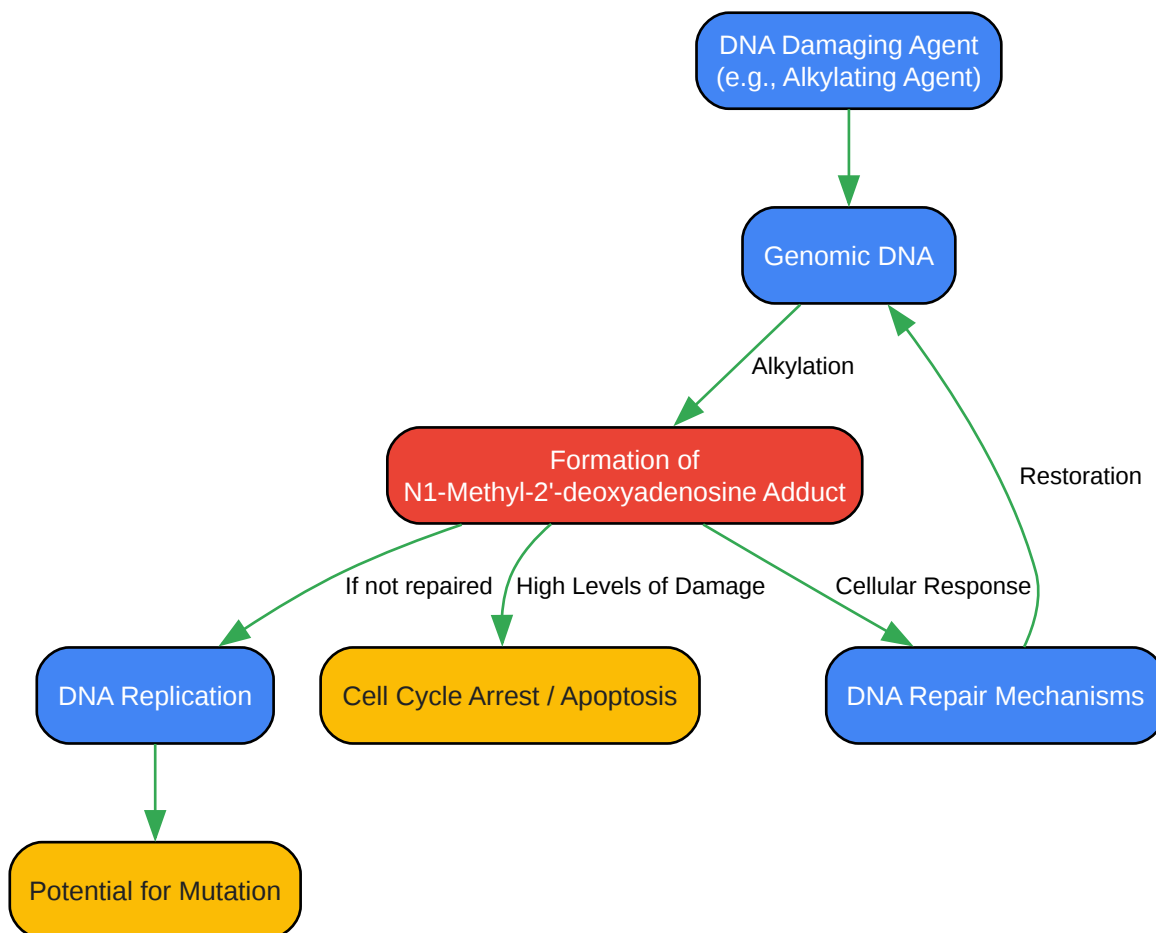 DNA Damaging Agent
(e.g., Alkylating Agent)
Genomic DNA
Alkylation
Formation of
N1-Methyl-2'-deoxyadenosine Adduct
Restoration
If not repaired
High Levels of Damage
Cellular Response
DNA Replication
Cell Cycle Arrest / Apoptosis
DNA Repair Mechanisms
Potential for Mutation